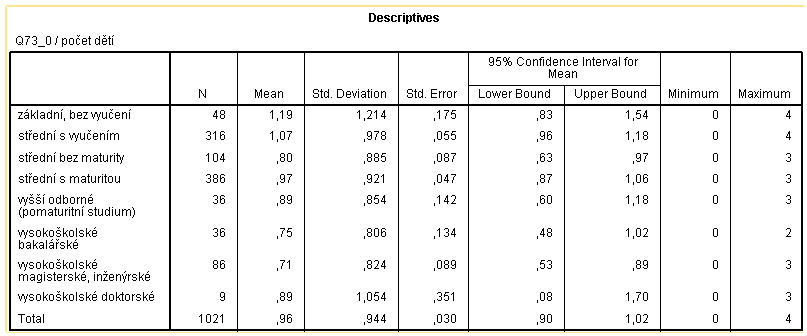 Descriptives
Q73_0 / počet dětí
95% Confidence Interval for
Mean
N Mean Std. Deviation Std. Error Lower Bound Upper Bound Minimum Maximum
základní, bez vyučení 48 1,19 1,214 ,175 ,83 1,54 0 4
střední s vyučením 316 1,07 ,978 ,055 ,96 1,18 0 4
střední bez maturity 104 ,80 ,885 ,087 ,63 ,97 0 3
střední s maturitou 386 ,97 ,921 ,047 ,87 1,06 0 3
vyšší odborné
(pomaturitní studium) 36 ,89 ,854 ,142 ,60 1,18 0 3
vysokoškolské
bakalářské 36 ,75 ,806 ,134 ,48 1,02 0 2
vysokoškolské
magisterské, inženýrské 86 ,71 ,824 ,089 ,53 ,89 0 3
vysokoškolské doktorské 9 ,89 1,054 ,351 ,08 1,70 0 3
Total 1021 ,96 ,944 ,030 ,90 1,02 0 4